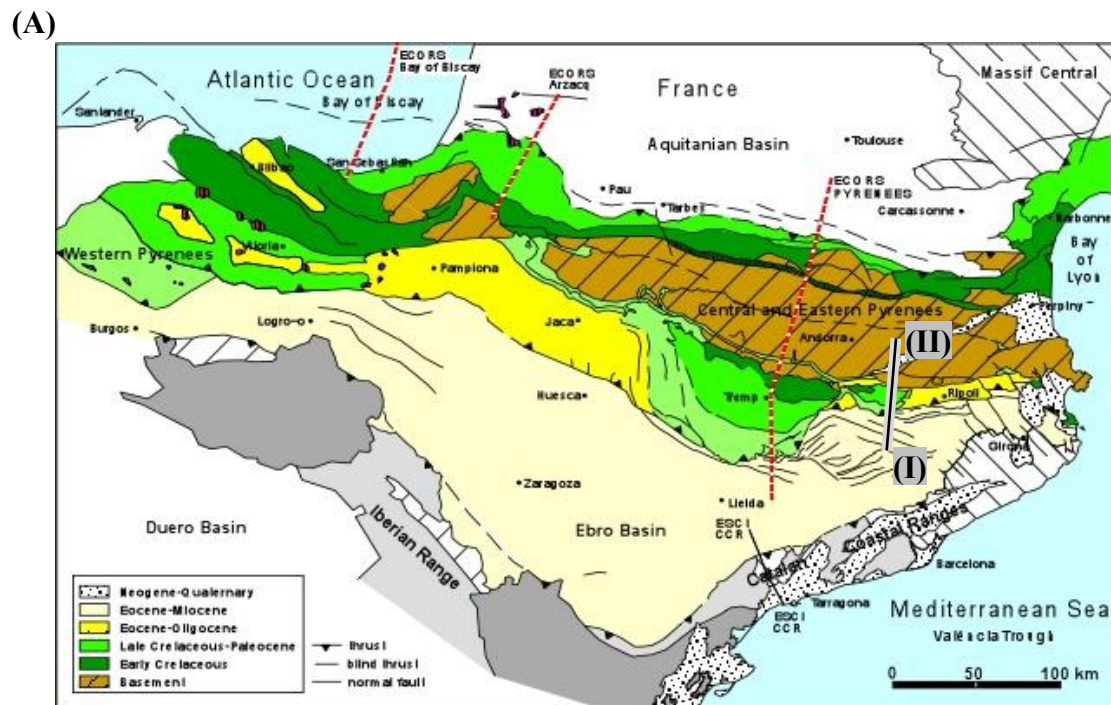 (A)
ECORS
Bay of Biscay
ECORS
Arzacq
Atlantic Ocean
Bay of Biscay
France
Massif Central
Sanlander
San Sebaslian
Aquitanian Basin
Toulouse
Bilbao
Pau
Tarbes
ECORS
PYRENEES
Carcassonne
Narbonne
Bay
of
Lyon
Western Pyrenees
Viloria
Pamplona
Central and Eastern Pyrenees
Perpiny
Andorra
(II)
Burgos
Logro-o
Jaca
Huesca
Tremp
Ripoll
Girona
(I)
Zaragoza
Lleida
Duero Basin
Iberian Range
Ebro Basin
ESCI
CCR
Catalan
Coastal Ranges
Barcelona
Tarragona
ESCI
CCR
Mediterranean Sea
València Trough
Neogene-Quaternary
Eocene-Miocene
Eocene-Oligocene
Late Cretaceous-Paleocene
Early Cretaceous
Basement
thrust
blind thrust
normal fault
0 50 100 km